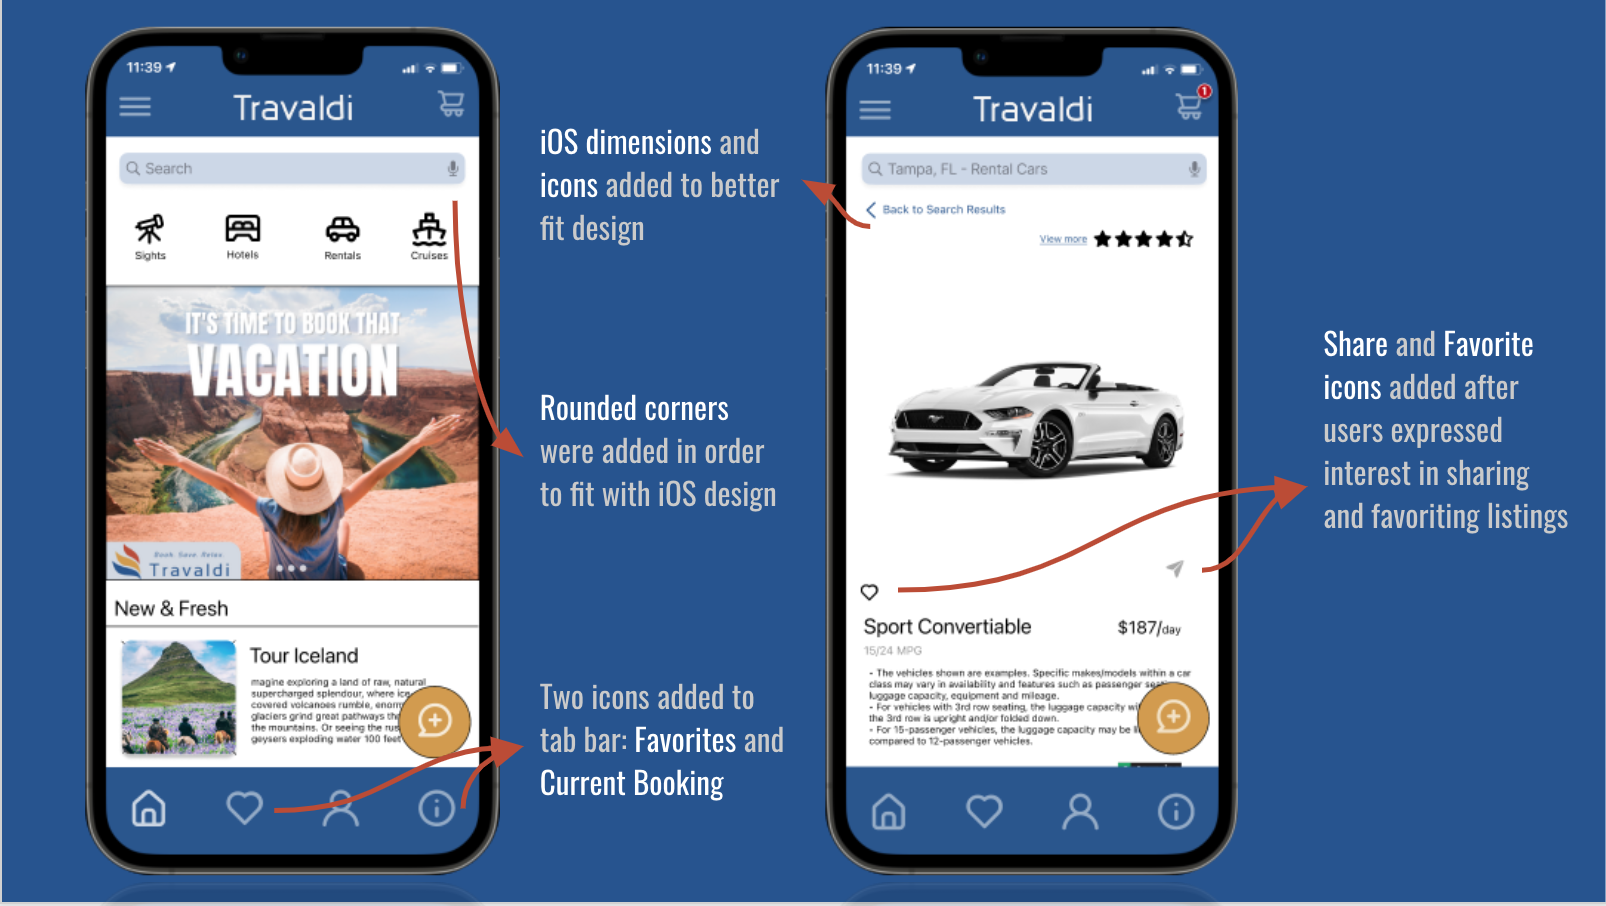 11:39
Travaldi
Search
Sights
Hotels
Rentals
Cruises
IT'S TIME TO BOOK THAT
VACATION
Book Save Relax
Travaldi
New & Fresh
Tour Iceland
magine exploring a land of raw, natural
supercharged splendour, where ice
covered volcanoes rumble, enorm
glaciers grind great pathways th
the mountains. Or seeing the rus
geysers exploding water 100 feet
iOS dimensions and
icons added to better
fit design
Rounded corners
were added in order
to fit with iOS design
Two icons added to
tab bar: Favorites and
Current Booking
11:39
Travaldi
1
Tampa, FL - Rental Cars
Back to Search Results
View more
Sport Convertiable
$187/day
15/24 MPG
- The vehicles shown are examples. Specific makes/models within a car
class may vary in availability and features such as passenger seating,
luggage capacity, equipment and mileage.
- For vehicles with 3rd row seating, the luggage capacity wi
the 3rd row is upright and/or folded down.
- For 15-passenger vehicles, the luggage capacity may be li
compared to 12-passenger vehicles.
Share and Favorite
icons added after
users expressed
interest in sharing
and favoriting listings